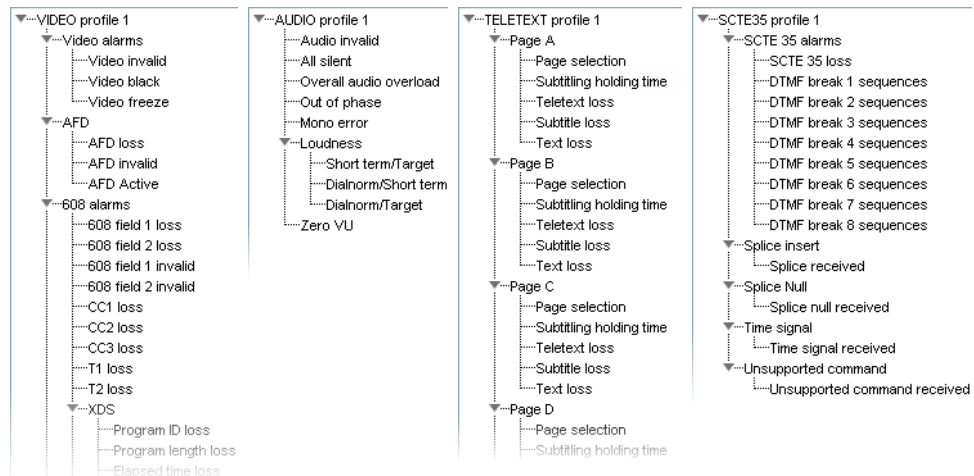 VIDEO profile 1
Video alarms
Video invalid
Video black
Video freeze
AFD
AFD loss
AFD invalid
AFD Active
608 alarms
608 field 1 loss
608 field 2 loss
608 field 1 invalid
608 field 2 invalid
CC1 loss
CC2 loss
CC3 loss
T1 loss
T2 loss
XDS
Program ID loss
Program length loss
Elapsed time loss
AUDIO profile 1
Audio invalid
All silent
Overall audio overload
Out of phase
Mono error
Loudness
Short term/Target
Dialnorm/Short term
Dialnorm/Target
Zero VU
TELETEXT profile 1
Page A
Page selection
Subtitling holding time
Teletext loss
Subtitle loss
Text loss
Page B
Page selection
Subtitling holding time
Teletext loss
Subtitle loss
Text loss
Page C
Page selection
Subtitling holding time
Teletext loss
Subtitle loss
Text loss
Page D
Page selection
Subtitling holding time
SCTE35 profile 1
SCTE 35 alarms
SCTE 35 loss
DTMF break 1 sequences
DTMF break 2 sequences
DTMF break 3 sequences
DTMF break 4 sequences
DTMF break 5 sequences
DTMF break 6 sequences
DTMF break 7 sequences
DTMF break 8 sequences
Splice insert
Splice received
Splice Null
Splice null received
Time signal
Time signal received
Unsupported command
Unsupported command received